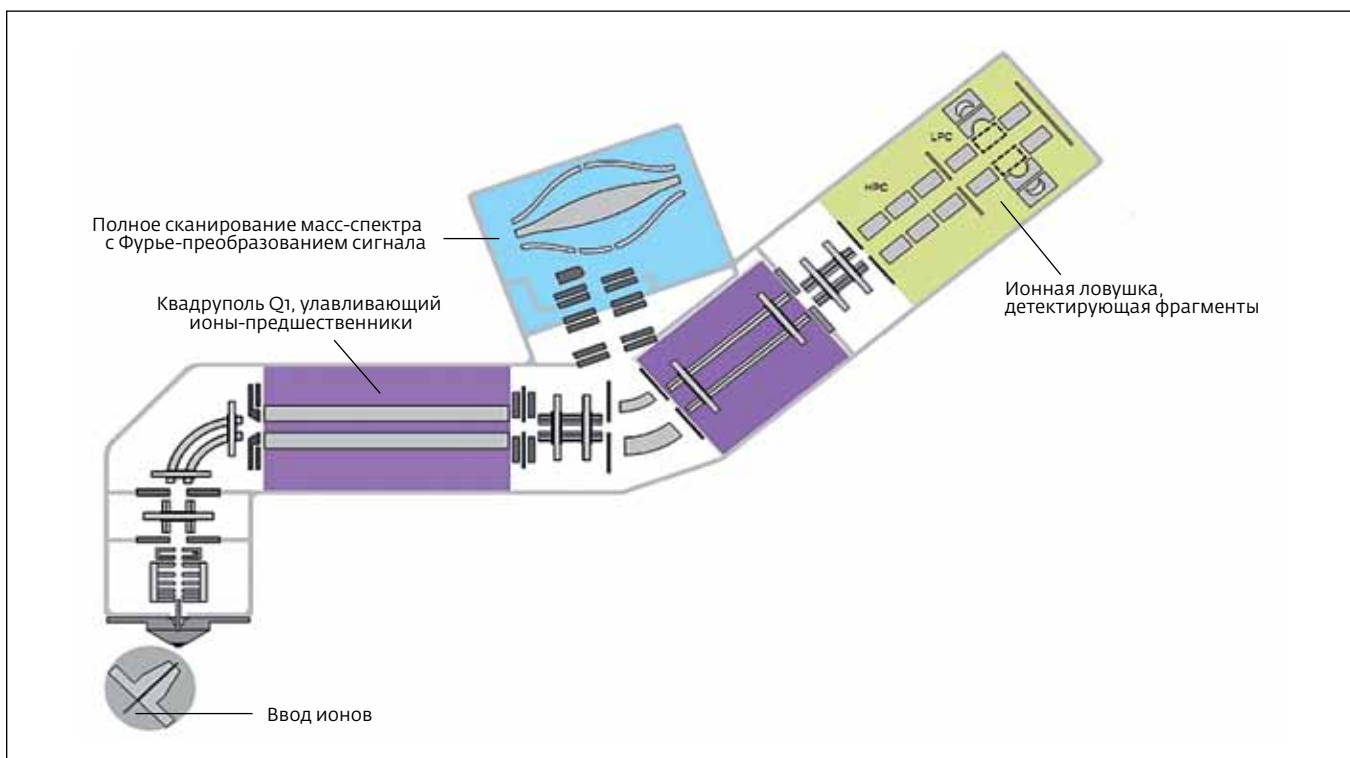 Полное сканирование масс-спектра
с Фурье-преобразованием сигнала
Квадруполь Q1, улавливающий
ионы-предшественники
LPC
HPC
Ионная ловушка,
детектирующая фрагменты
Ввод ионов